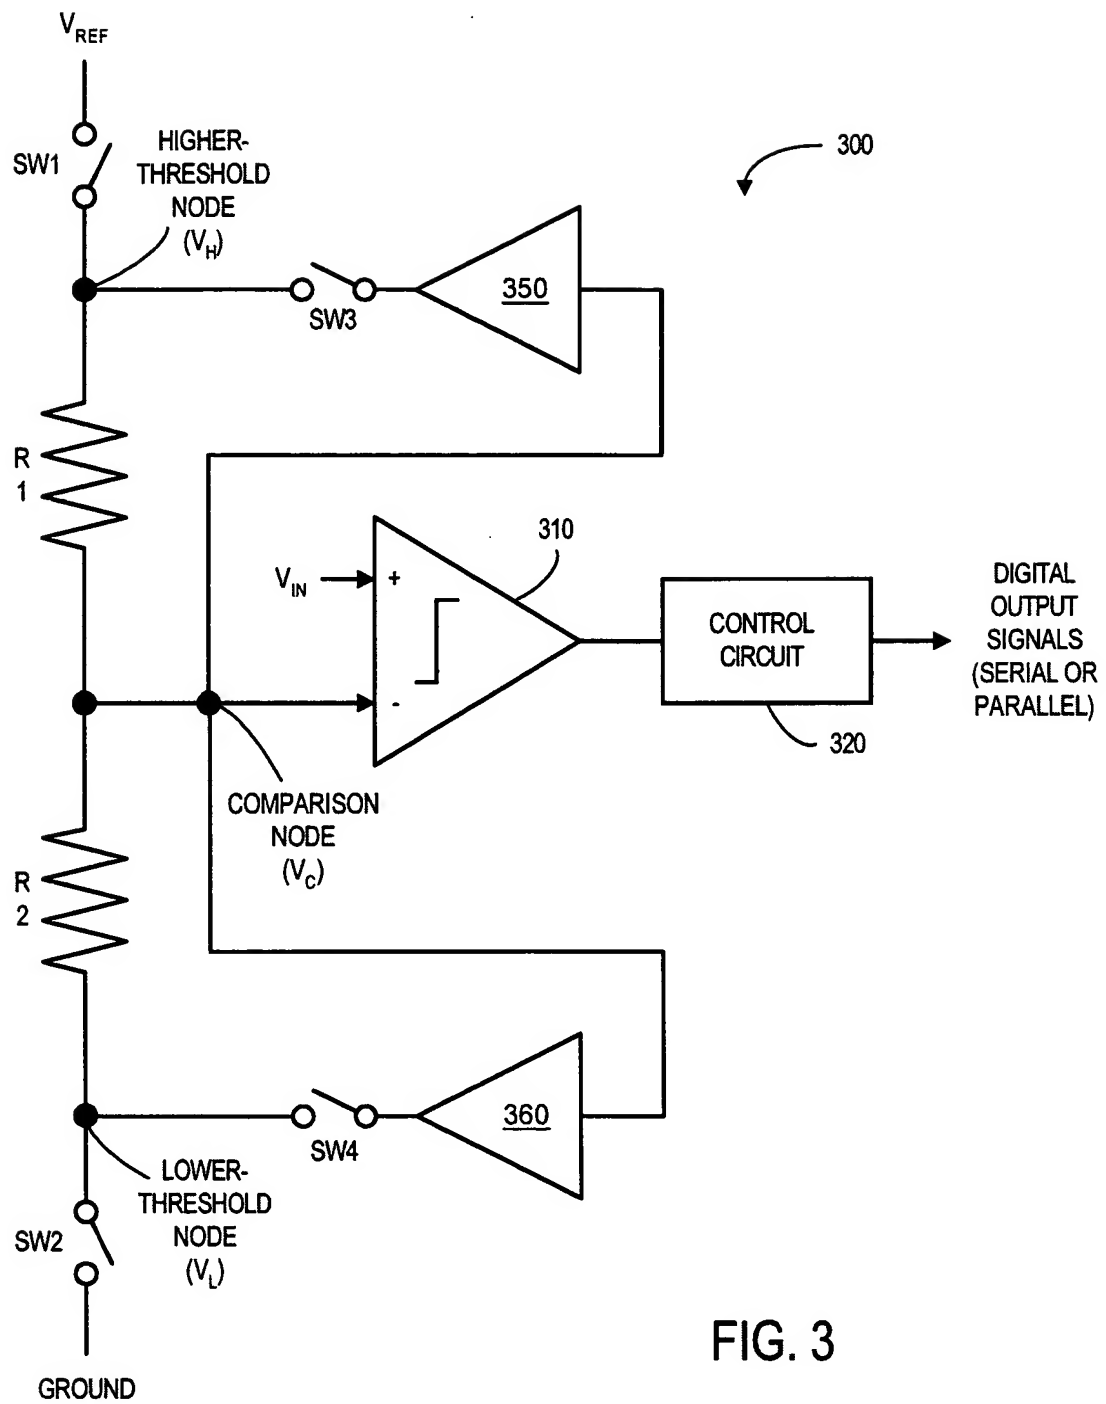 VREF
SW1
HIGHER-
THRESHOLD
NODE
(VH)
300
350
SW3
R
1
310
VIN
+
-
CONTROL
CIRCUIT
320
DIGITAL
OUTPUT
SIGNALS
(SERIAL OR
PARALLEL)
COMPARISON
NODE
(VC)
R
2
360
SW4
LOWER-
THRESHOLD
NODE
(VL)
SW2
GROUND
FIG. 3